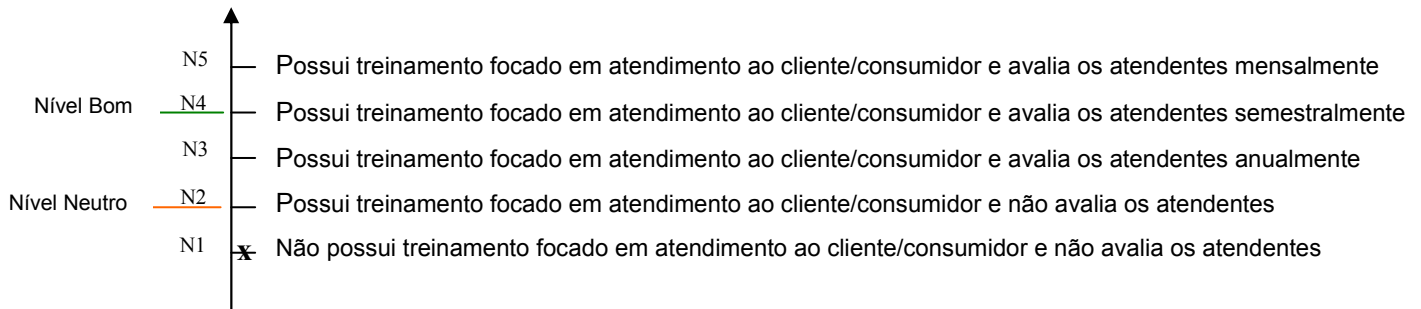 N5 Possui treinamento focado em atendimento ao cliente/consumidor e avalia os atendentes mensalmente
Nível Bom N4 Possui treinamento focado em atendimento ao cliente/consumidor e avalia os atendentes semestralmente
N3 Possui treinamento focado em atendimento ao cliente/consumidor e avalia os atendentes anualmente
Nível Neutro N2 Possui treinamento focado em atendimento ao cliente/consumidor e não avalia os atendentes
N1 x Não possui treinamento focado em atendimento ao cliente/consumidor e não avalia os atendentes